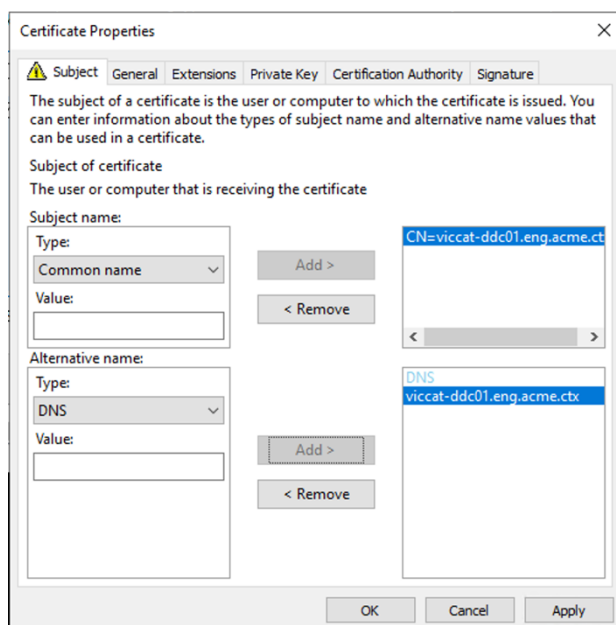 Certificate Properties
Subject General Extensions Private Key Certification Authority Signature
The subject of a certificate is the user or computer to which the certificate is issued. You
can enter information about the types of subject name and alternative name values that
can be used in a certificate.
Subject of certificate
The user or computer that is receiving the certificate
Subject name:
Type:
Common name
Value:
Add >
< Remove
CN=viccat-ddc01.eng.acme.ct
Alternative name:
Type:
DNS
Value:
Add >
< Remove
DNS
viccat-ddc01.eng.acme.ctx
OK Cancel Apply